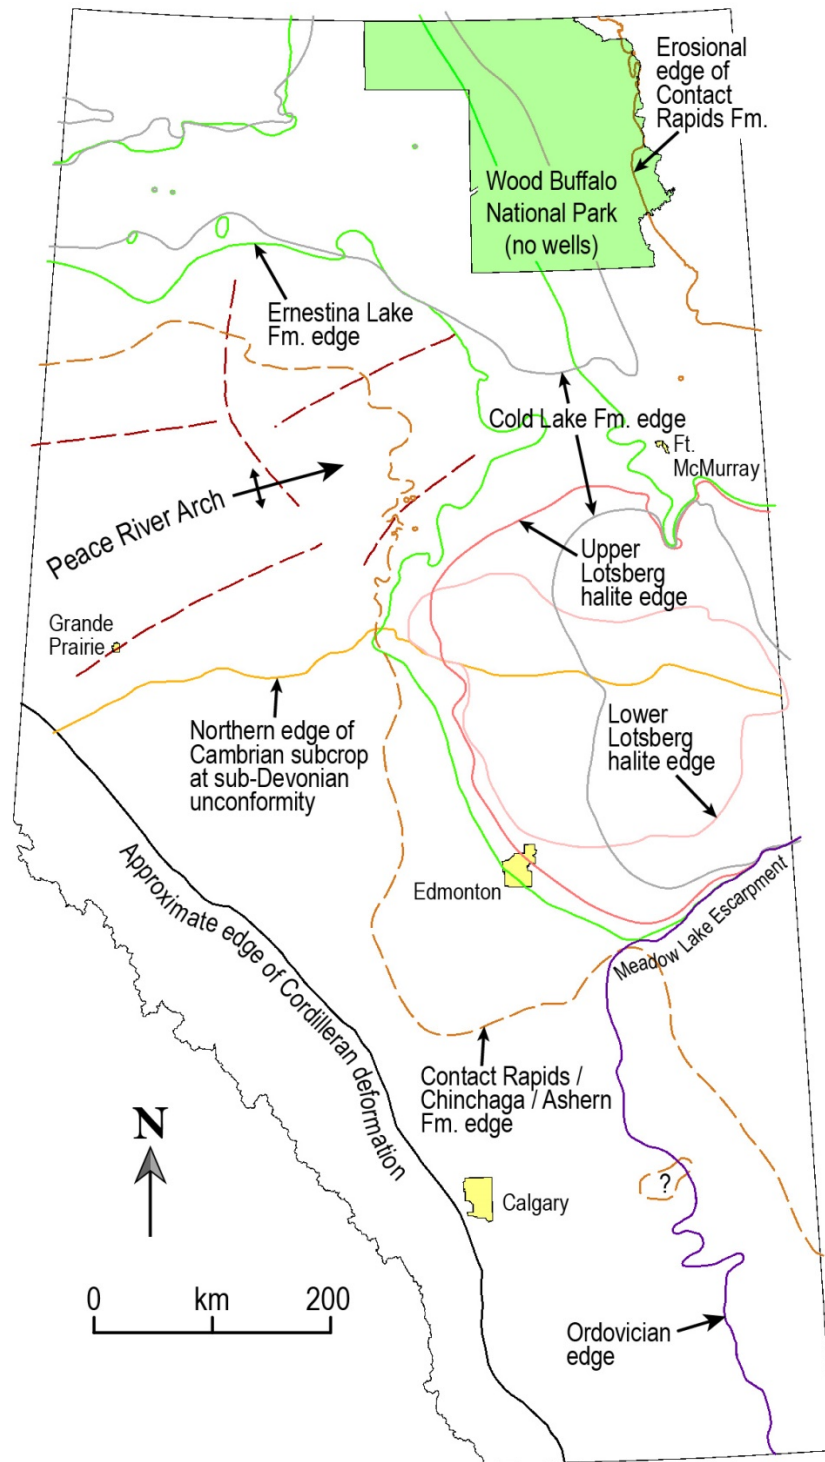 Erosional
edge of
Contact
Rapids Fm.
Wood Buffalo
National Park
(no wells)
Ernestina Lake
Fm. edge
Cold Lake Fm. edge
Ft.
McMurray
Peace River Arch
Upper
Lotsberg
halite edge
Grande
Prairie
Northern edge of
Cambrian subcrop
at sub-Devonian
unconformity
Lower
Lotsberg
halite edge
Approximate edge of Cordilleran deformation
Edmonton
Meadow Lake Escarpment
Contact Rapids /
Chinchaga / Ashern
Fm. edge
N
?
Calgary
0 km 200
Ordovician
edge